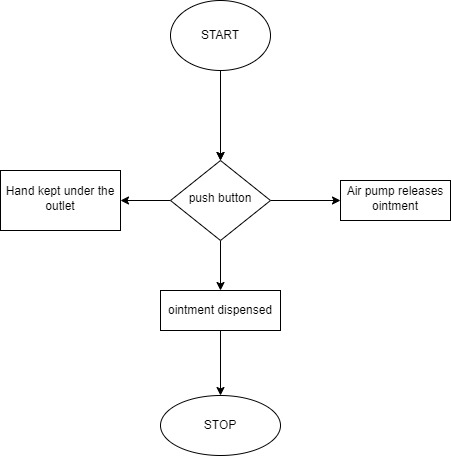 START
Hand kept under the
outlet
push button
Air pump releases
ointment
ointment dispensed
STOP